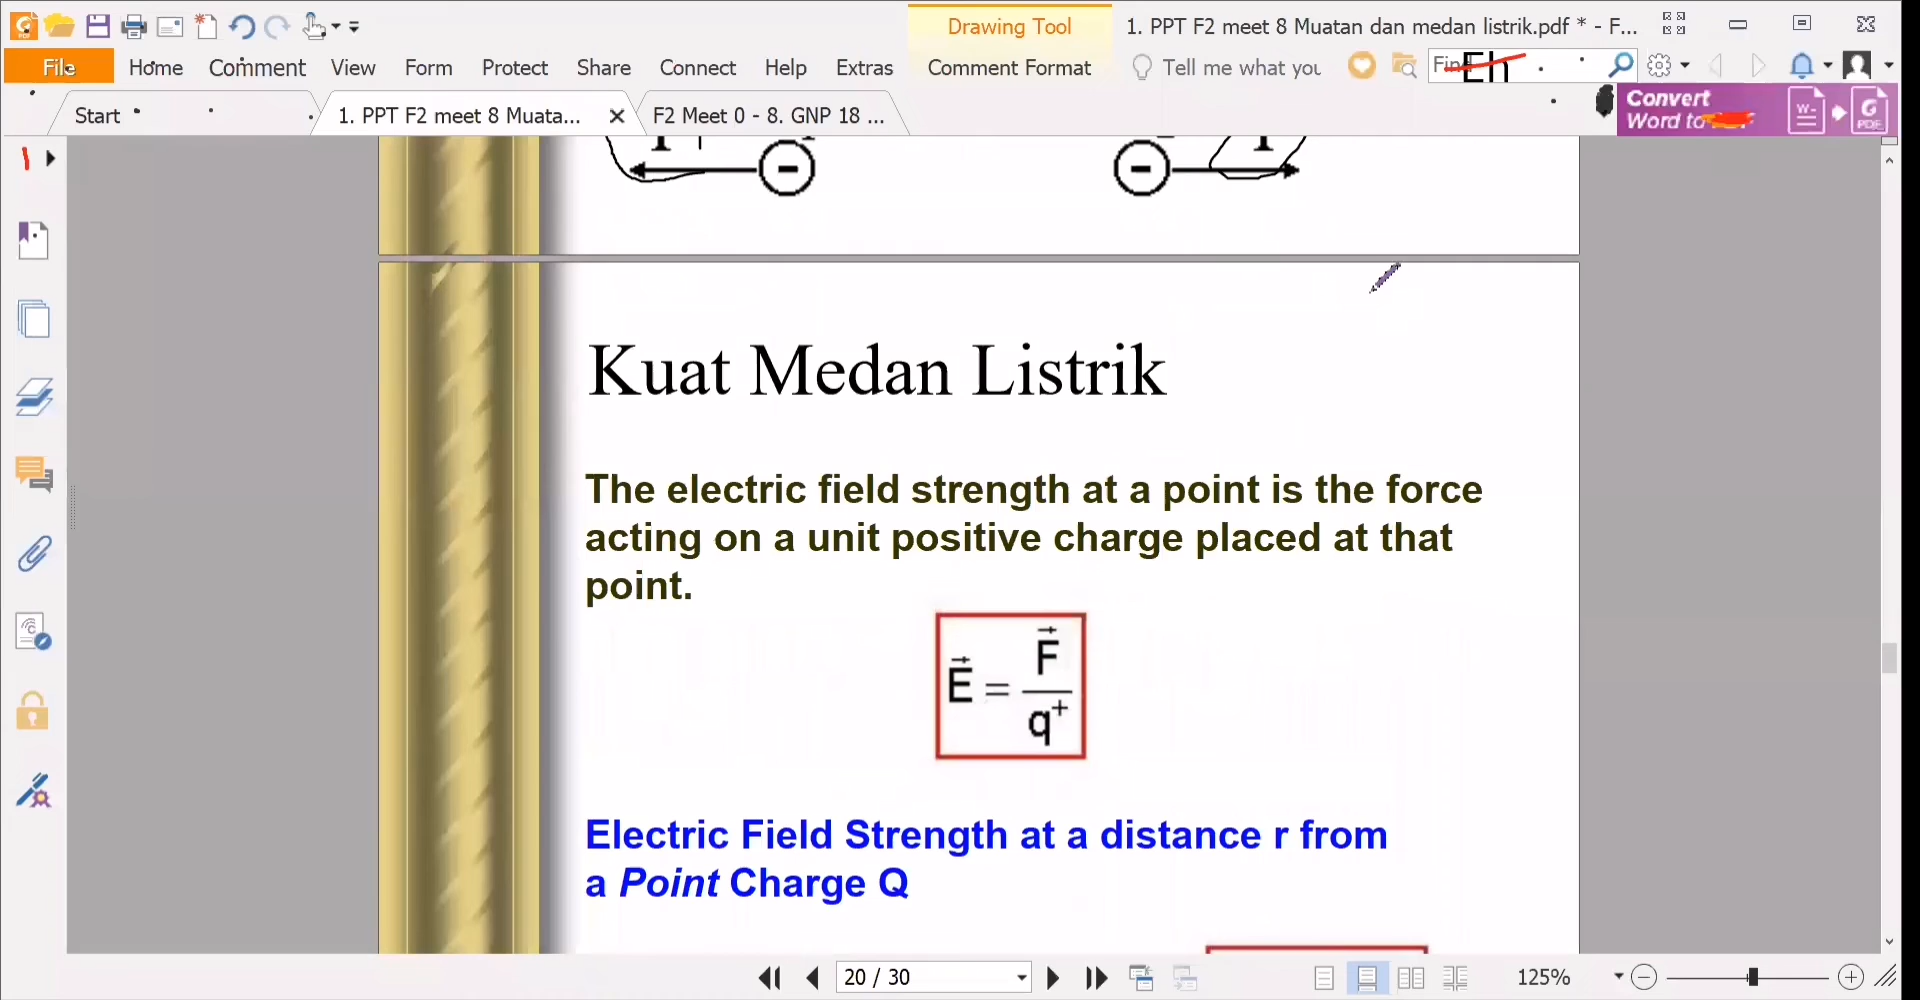 Drawing Tool
1. PPT F2 meet 8 Muatan dan medan listrik.pdf * - F...
File Home Comment View Form Protect Share Connect Help Extras Comment Format Tell me what you
Start 1. PPT F2 meet 8 Muata... F2 Meet 0 - 8. GNP 18 ...
Convert
Word to
Kuat Medan Listrik
The electric field strength at a point is the force
acting on a unit positive charge placed at that
point.
E = F / q+
Electric Field Strength at a distance r from
a Point Charge Q
20 / 30
125%